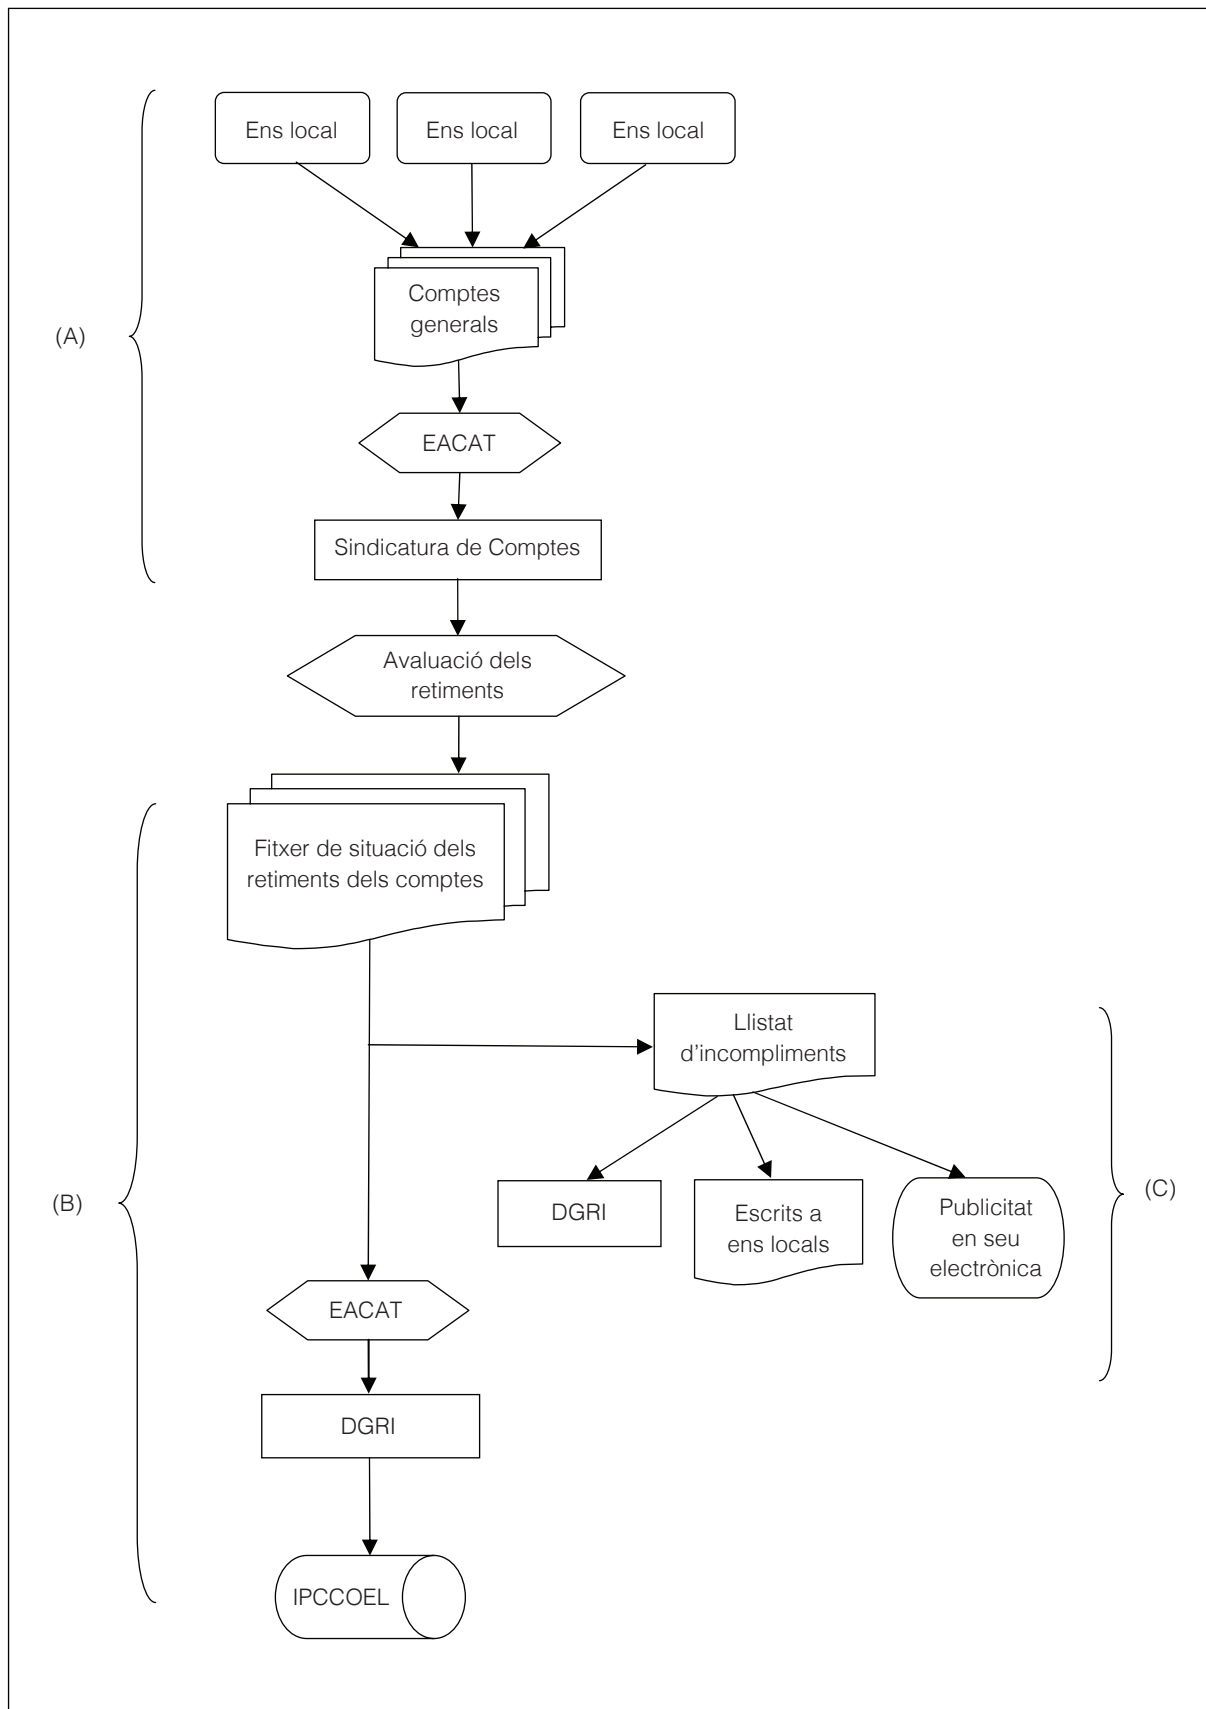 Ens local
Ens local
Ens local
Comptes
generals
(A)
EACAT
Sindicatura de Comptes
Avaluació dels
retiments
Fitxer de situació dels
retiments dels comptes
Llistat
d’incompliments
(B)
(C)
DGRI
Escrits a
ens locals
Publicitat
en seu
electrònica
EACAT
DGRI
IPCCOEL